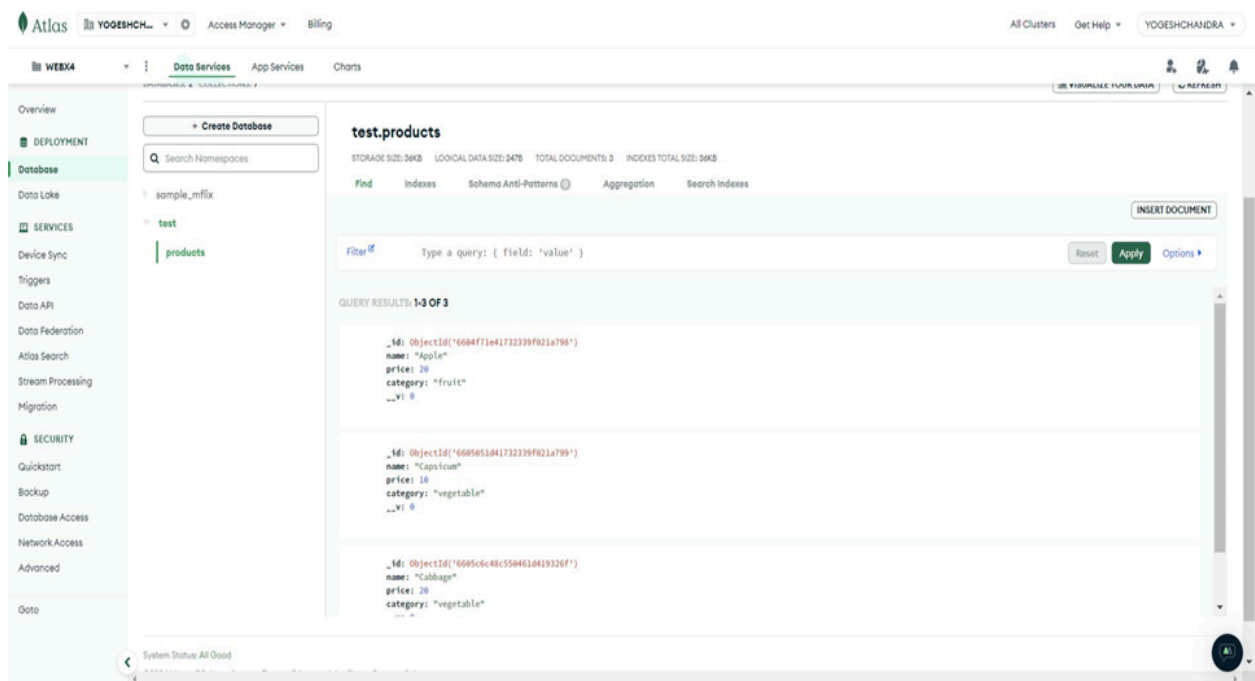 Atlas YOGESHCH... Access Manager Billing All Clusters Get Help YOGESHCHANDRA
WEBX4 Data Services App Services Charts
DATABASES: 2 COLLECTIONS: 7 VISUALIZE YOUR DATA REFRESH
Overview
DEPLOYMENT
Database
Data Lake
SERVICES
Device Sync
Triggers
Data API
Data Federation
Atlas Search
Stream Processing
Migration
SECURITY
Quickstart
Backup
Database Access
Network Access
Advanced
Goto
+ Create Database
Search Namespaces
sample_mflix
test
products
test.products
STORAGE SIZE: 36KB LOGICAL DATA SIZE: 247B TOTAL DOCUMENTS: 3 INDEXES TOTAL SIZE: 36KB
Find Indexes Schema Anti-Patterns 0 Aggregation Search Indexes
INSERT DOCUMENT
Filter Type a query: { field: 'value' } Reset Apply Options
QUERY RESULTS: 1-3 OF 3
_id: ObjectId('6604f71e41732339f021a798')
name: "Apple"
price: 20
category: "fruit"
__v: 0
_id: ObjectId('6605051d41732339f021a799')
name: "Capsicum"
price: 10
category: "vegetable"
__v: 0
_id: ObjectId('6605c6c48c550461d419326f')
name: "Cabbage"
price: 20
category: "vegetable"
System Status: All Good